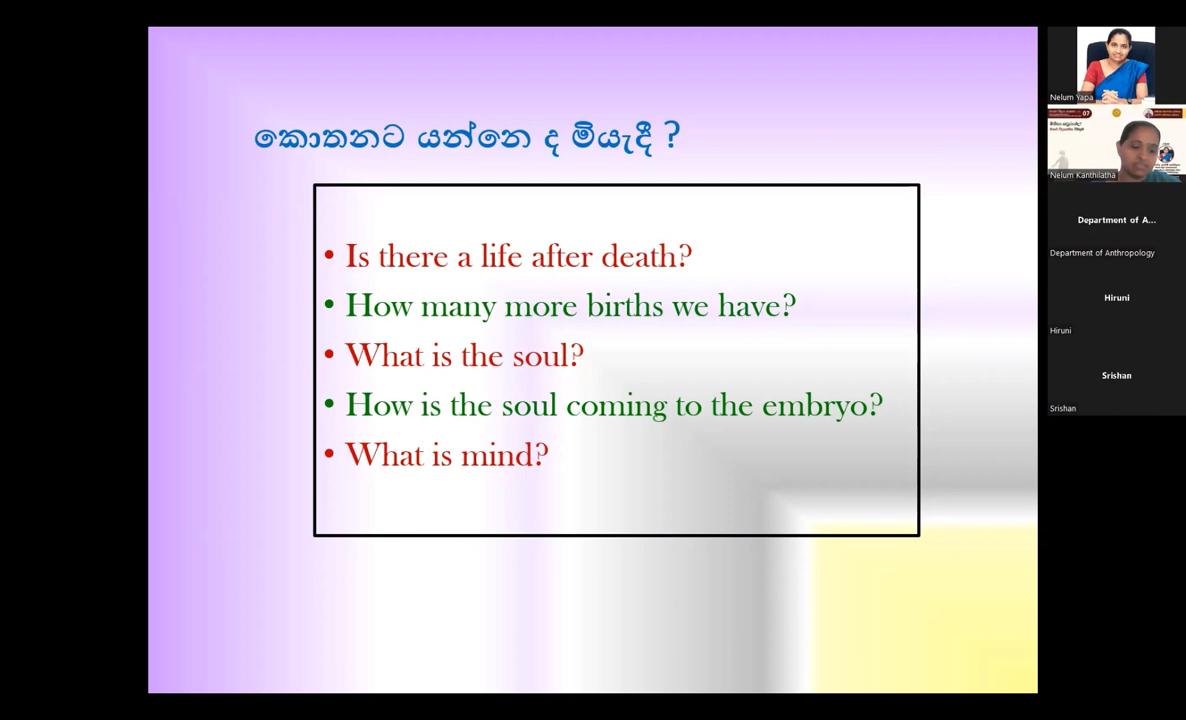 කොතනට යන්නෙ ද මියැදී ?
• Is there a life after death?
• How many more births we have?
• What is the soul?
• How is the soul coming to the embryo?
• What is mind?
Nelum Yapa
07
Nelum Kanthilatha
Department of A...
Department of Anthropology
Hiruni
Hiruni
Srishan
Srishan